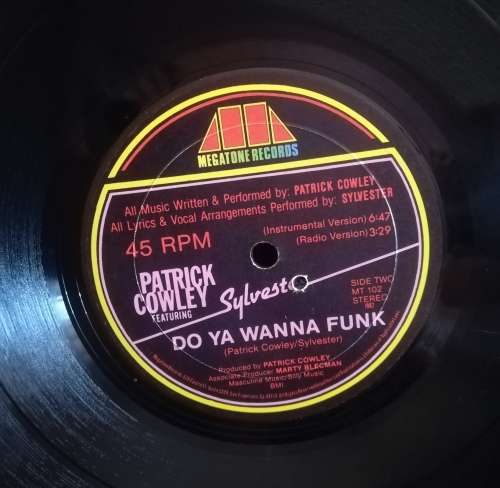 MEGATONE RECORDS
All Music Written & Performed by: PATRICK COWLEY
All Lyrics & Vocal Arrangements Performed by: SYLVESTER
45 RPM
(Instrumental Version) 6:47
(Radio Version) 3:29
PATRICK
COWLEY
FEATURING
Sylvester
SIDE TWO
MT 102
STEREO
DO YA WANNA FUNK
(Patrick Cowley/Sylvester)
Produced by PATRICK COWLEY
Associate-Producer MARTY BLECMAN
Masculine Music/Borzoi Music
BMI